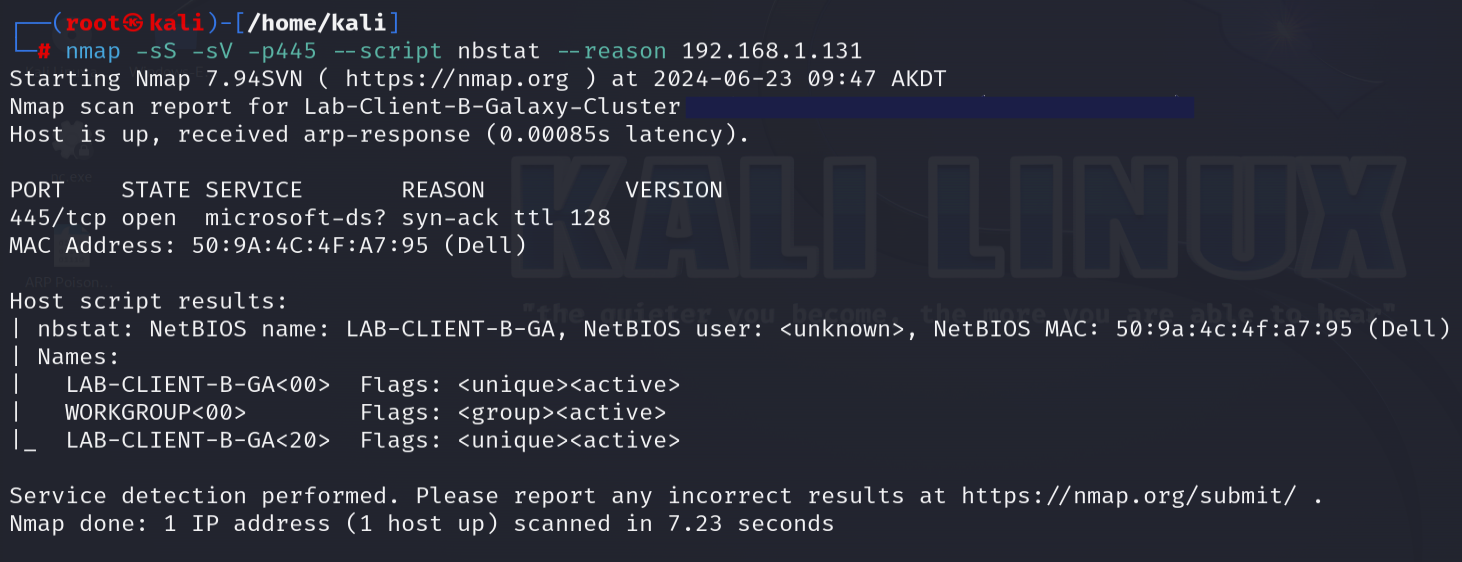 ┌──(root㉿kali)-[/home/kali]
└─# nmap -sS -sV -p445 --script nbstat --reason 192.168.1.131
Starting Nmap 7.94SVN ( https://nmap.org ) at 2024-06-23 09:47 AKDT
Nmap scan report for Lab-Client-B-Galaxy-Cluster
Host is up, received arp-response (0.00085s latency).
PORT    STATE SERVICE       REASON          VERSION
445/tcp open  microsoft-ds? syn-ack ttl 128
MAC Address: 50:9A:4C:4F:A7:95 (Dell)
KALI LINUX
ARP Poison...
Host script results:
"the quieter you become, the more you are able to hear"
| nbstat: NetBIOS name: LAB-CLIENT-B-GA, NetBIOS user: <unknown>, NetBIOS MAC: 50:9a:4c:4f:a7:95 (Dell)
| Names:
|   LAB-CLIENT-B-GA<00>  Flags: <unique><active>
|   WORKGROUP<00>        Flags: <group><active>
|_  LAB-CLIENT-B-GA<20>  Flags: <unique><active>
Service detection performed. Please report any incorrect results at https://nmap.org/submit/ .
Nmap done: 1 IP address (1 host up) scanned in 7.23 seconds